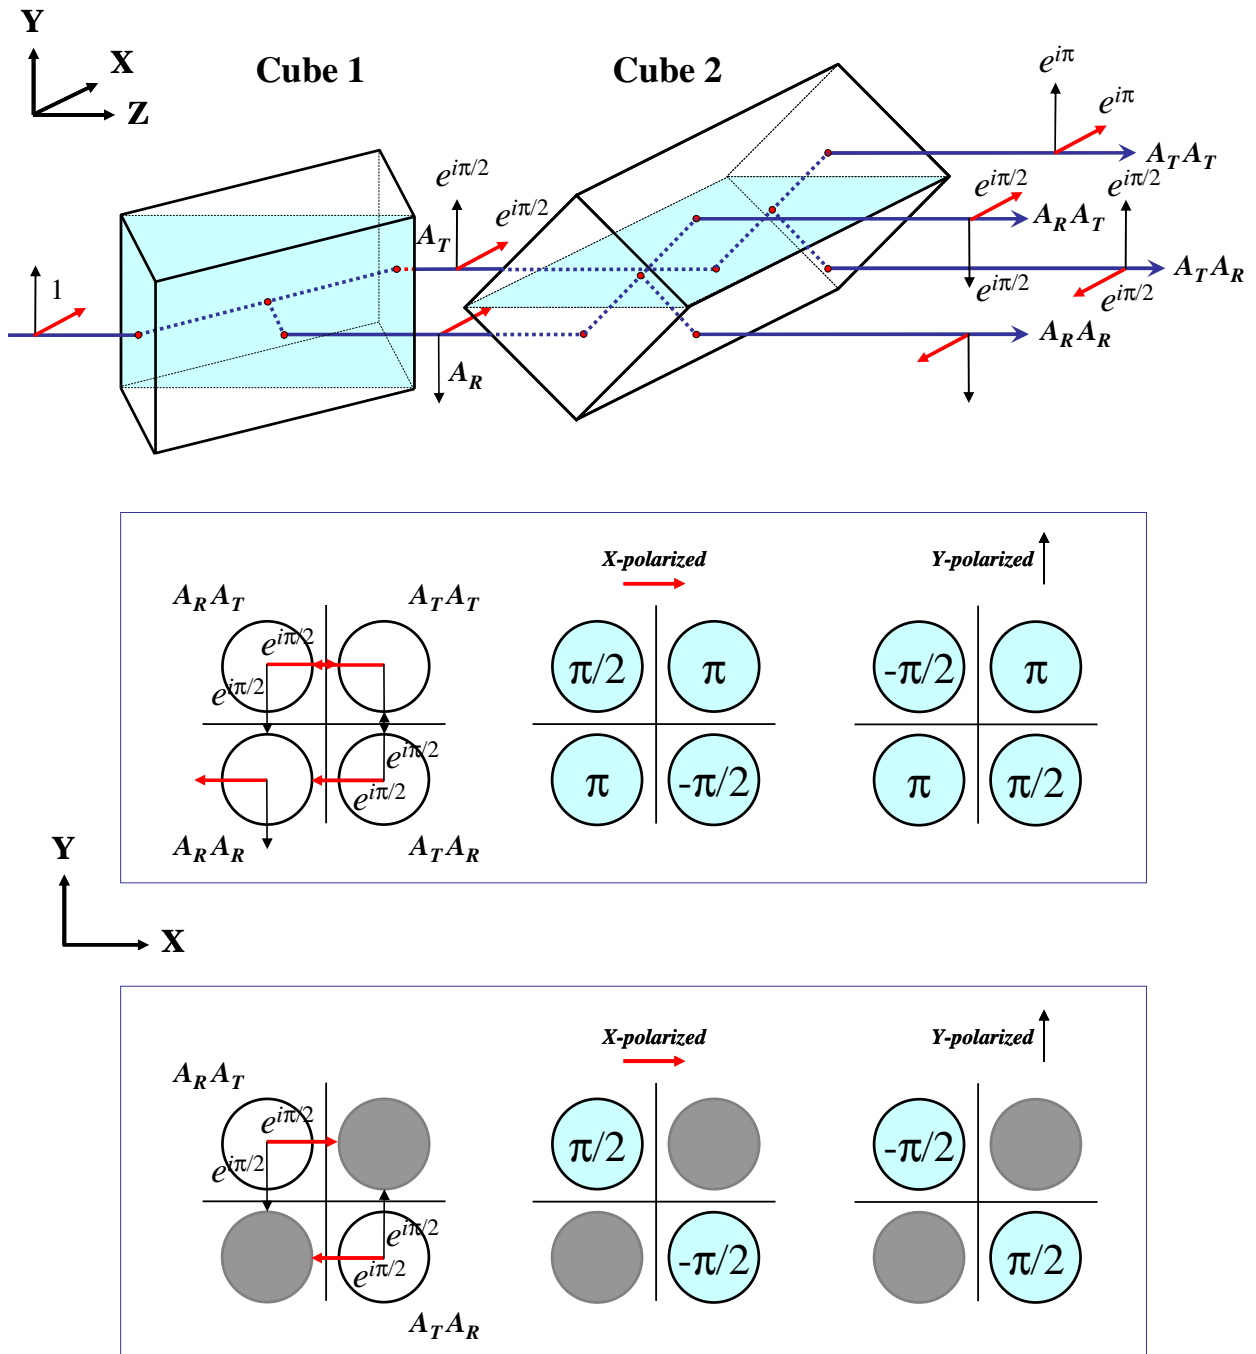 Y
X
Z
Cube 1
Cube 2
1
A_T
e^{iπ/2}
e^{iπ/2}
A_R
e^{iπ}
e^{iπ}
A_T A_T
e^{iπ/2}
e^{iπ/2}
A_R A_T
A_T A_R
e^{iπ/2}
e^{iπ/2}
A_R A_R
X-polarized
Y-polarized
A_R A_T
A_T A_T
e^{iπ/2}
e^{iπ/2}
π/2
π
-π/2
π
e^{iπ/2}
e^{iπ/2}
π
-π/2
π
π/2
A_R A_R
A_T A_R
Y
X
X-polarized
Y-polarized
A_R A_T
e^{iπ/2}
e^{iπ/2}
π/2
-π/2
e^{iπ/2}
e^{iπ/2}
-π/2
π/2
A_T A_R